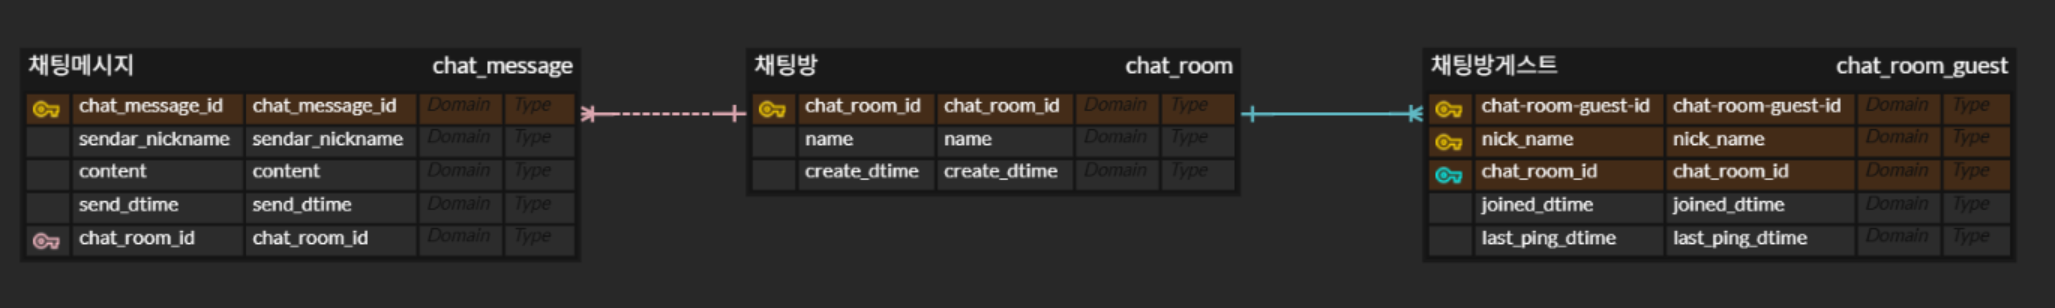 채팅메시지 chat_message
chat_message_id chat_message_id Domain Type
sendar_nickname sendar_nickname Domain Type
content content Domain Type
send_dtime send_dtime Domain Type
chat_room_id chat_room_id Domain Type
채팅방 chat_room
chat_room_id chat_room_id Domain Type
name name Domain Type
create_dtime create_dtime Domain Type
채팅방게스트 chat_room_guest
chat-room-guest-id chat-room-guest-id Domain Type
nick_name nick_name Domain Type
chat_room_id chat_room_id Domain Type
joined_dtime joined_dtime Domain Type
last_ping_dtime last_ping_dtime Domain Type